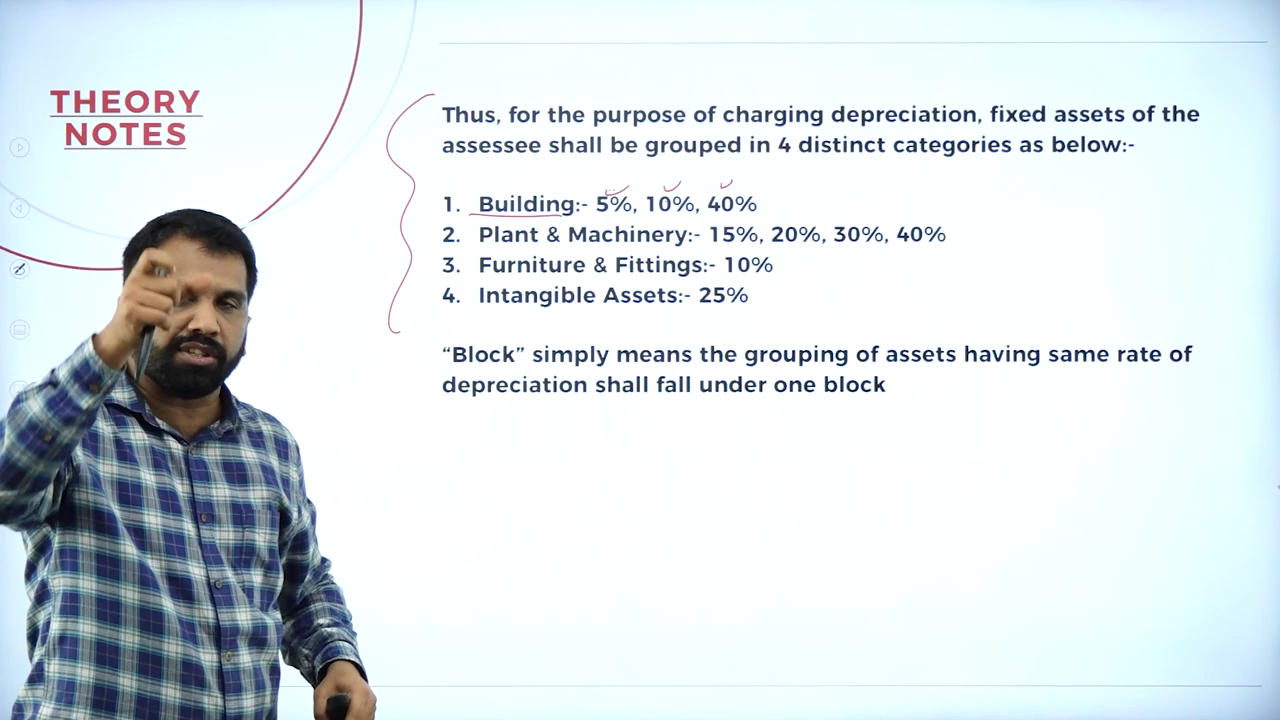 THEORY
NOTES
Thus, for the purpose of charging depreciation, fixed assets of the
assessee shall be grouped in 4 distinct categories as below:-
1. Building:- 5%, 10%, 40%
2. Plant & Machinery:- 15%, 20%, 30%, 40%
3. Furniture & Fittings:- 10%
4. Intangible Assets:- 25%
“Block” simply means the grouping of assets having same rate of
depreciation shall fall under one block